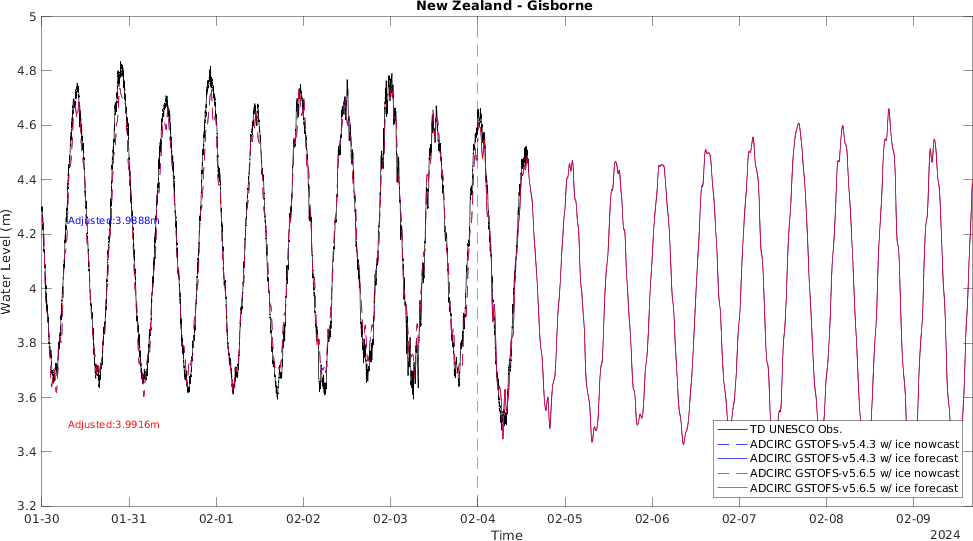 New Zealand - Gisborne
5
4.8
4.6
4.4
4.2
4
3.8
3.6
3.4
3.2
Water Level (m)
Adjusted:3.9888m
Adjusted:3.9916m
TD UNESCO Obs.
ADCIRC GSTOFS-v5.4.3 w/ ice nowcast
ADCIRC GSTOFS-v5.4.3 w/ ice forecast
ADCIRC GSTOFS-v5.6.5 w/ ice nowcast
ADCIRC GSTOFS-v5.6.5 w/ ice forecast
01-30 01-31 02-01 02-02 02-03 02-04 02-05 02-06 02-07 02-08 02-09
Time
2024